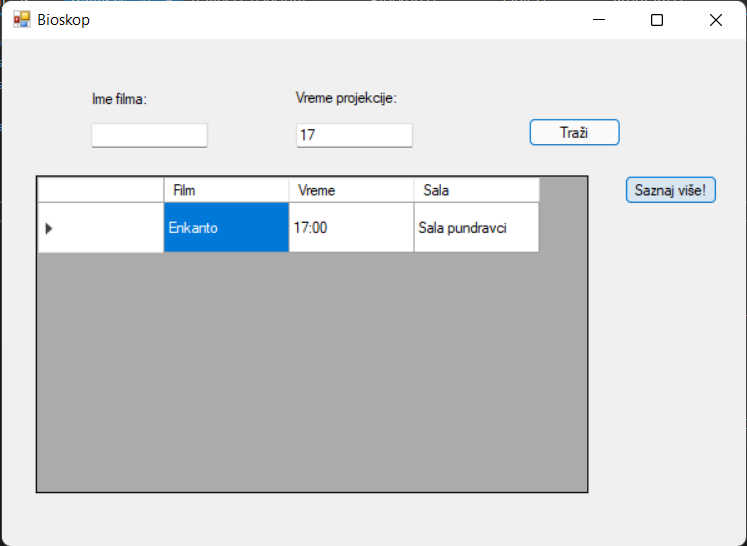 Bioskop
Ime filma:
Vreme projekcije:
17
Traži
Film
Vreme
Sala
Saznaj više!
Enkanto
17:00
Sala pundravci